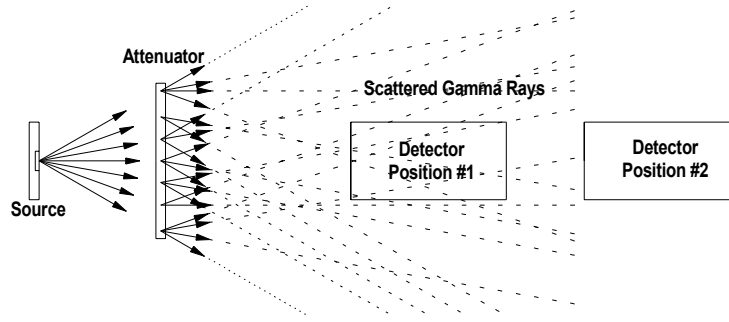 Attenuator
Scattered Gamma Rays
Detector
Position #1
Detector
Position #2
Source